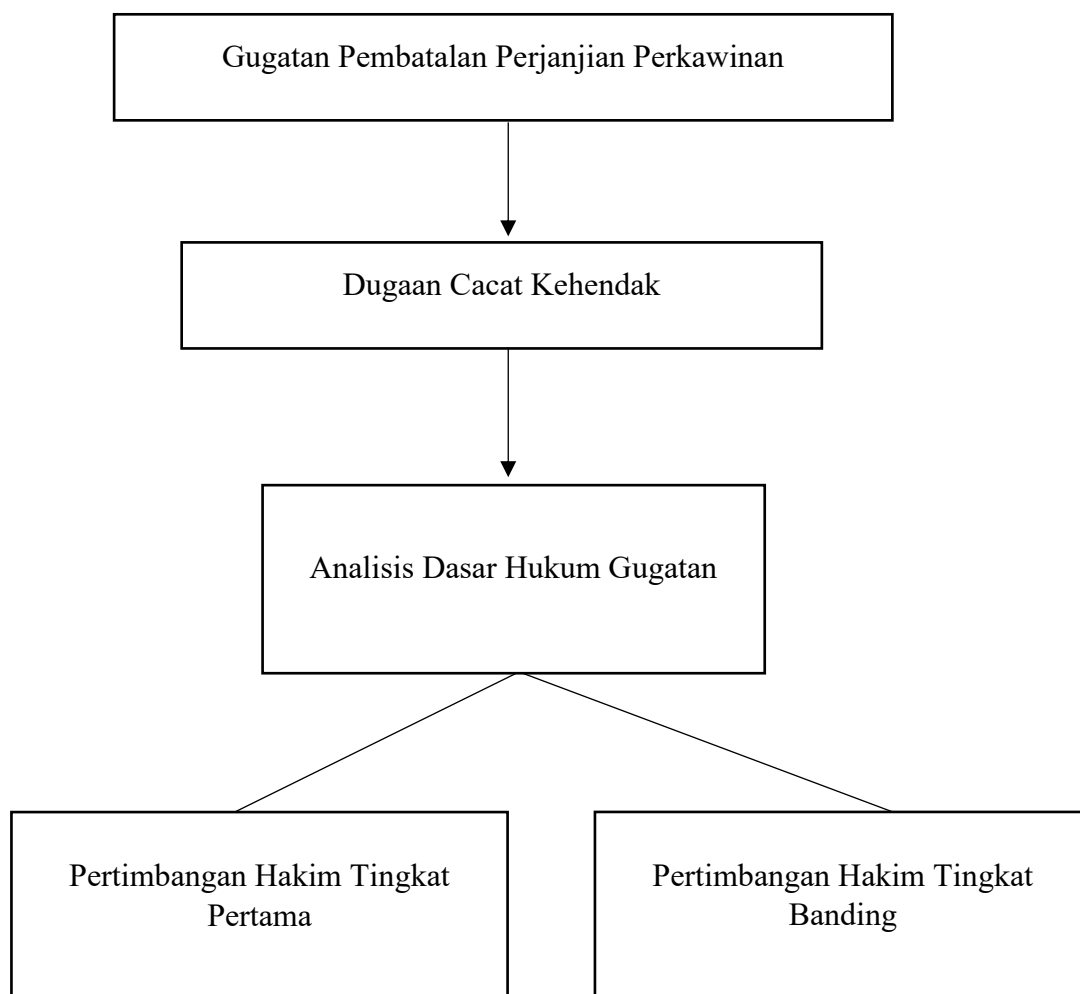 Gugatan Pembatalan Perjanjian Perkawinan
Dugaan Cacat Kehendak
Analisis Dasar Hukum Gugatan
Pertimbangan Hakim Tingkat
Pertama
Pertimbangan Hakim Tingkat
Banding